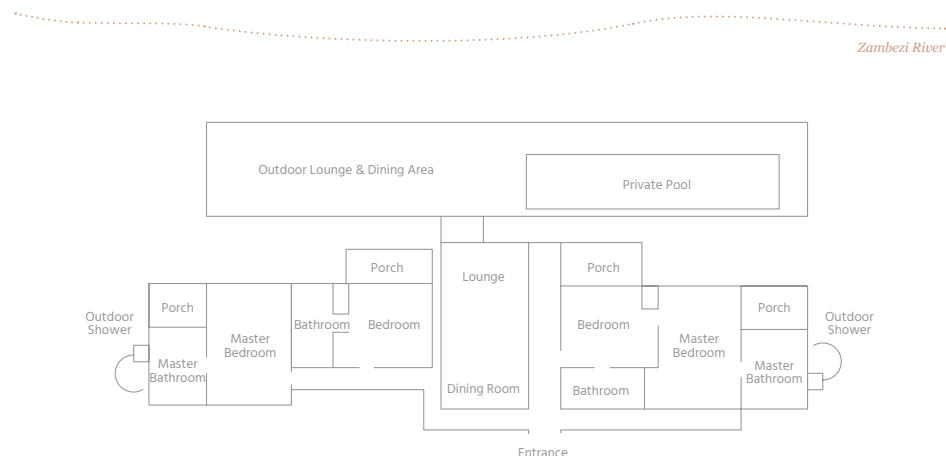 Zambezi River
Outdoor Lounge & Dining Area
Private Pool
Porch
Lounge
Porch
Porch
Porch
Outdoor
Shower
Bathroom
Bedroom
Bedroom
Outdoor
Shower
Master
Bedroom
Master
Bedroom
Master
Bathroom
Master
Bathroom
Dining Room
Bathroom
Entrance